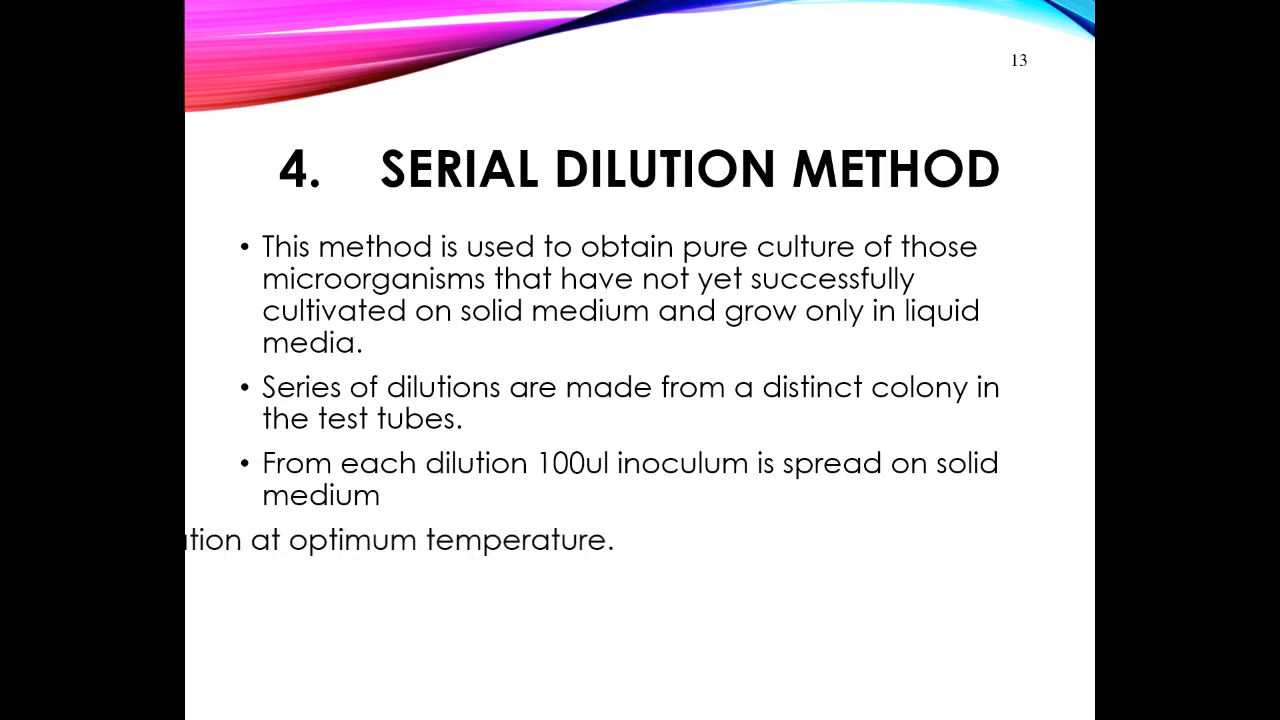 13
4. SERIAL DILUTION METHOD
• This method is used to obtain pure culture of those
microorganisms that have not yet successfully
cultivated on solid medium and grow only in liquid
media.
• Series of dilutions are made from a distinct colony in
the test tubes.
• From each dilution 100ul inoculum is spread on solid
medium
at optimum temperature.